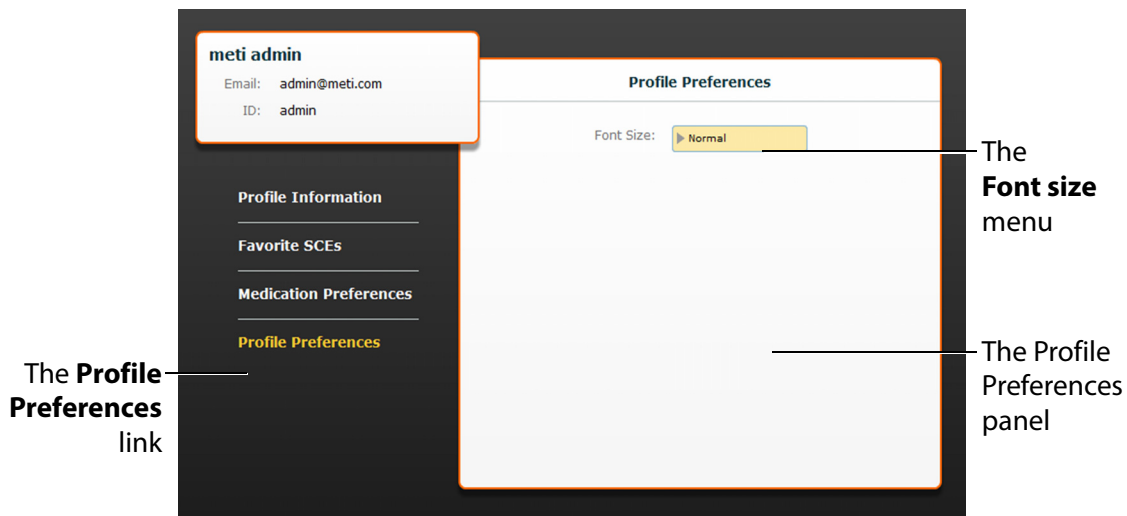 meti admin
Email: admin@meti.com
ID: admin
Profile Preferences
Font Size: Normal
Profile Information
Favorite SCEs
Medication Preferences
Profile Preferences
The
Font size
menu
The Profile
Preferences
panel
The Profile
Preferences
link